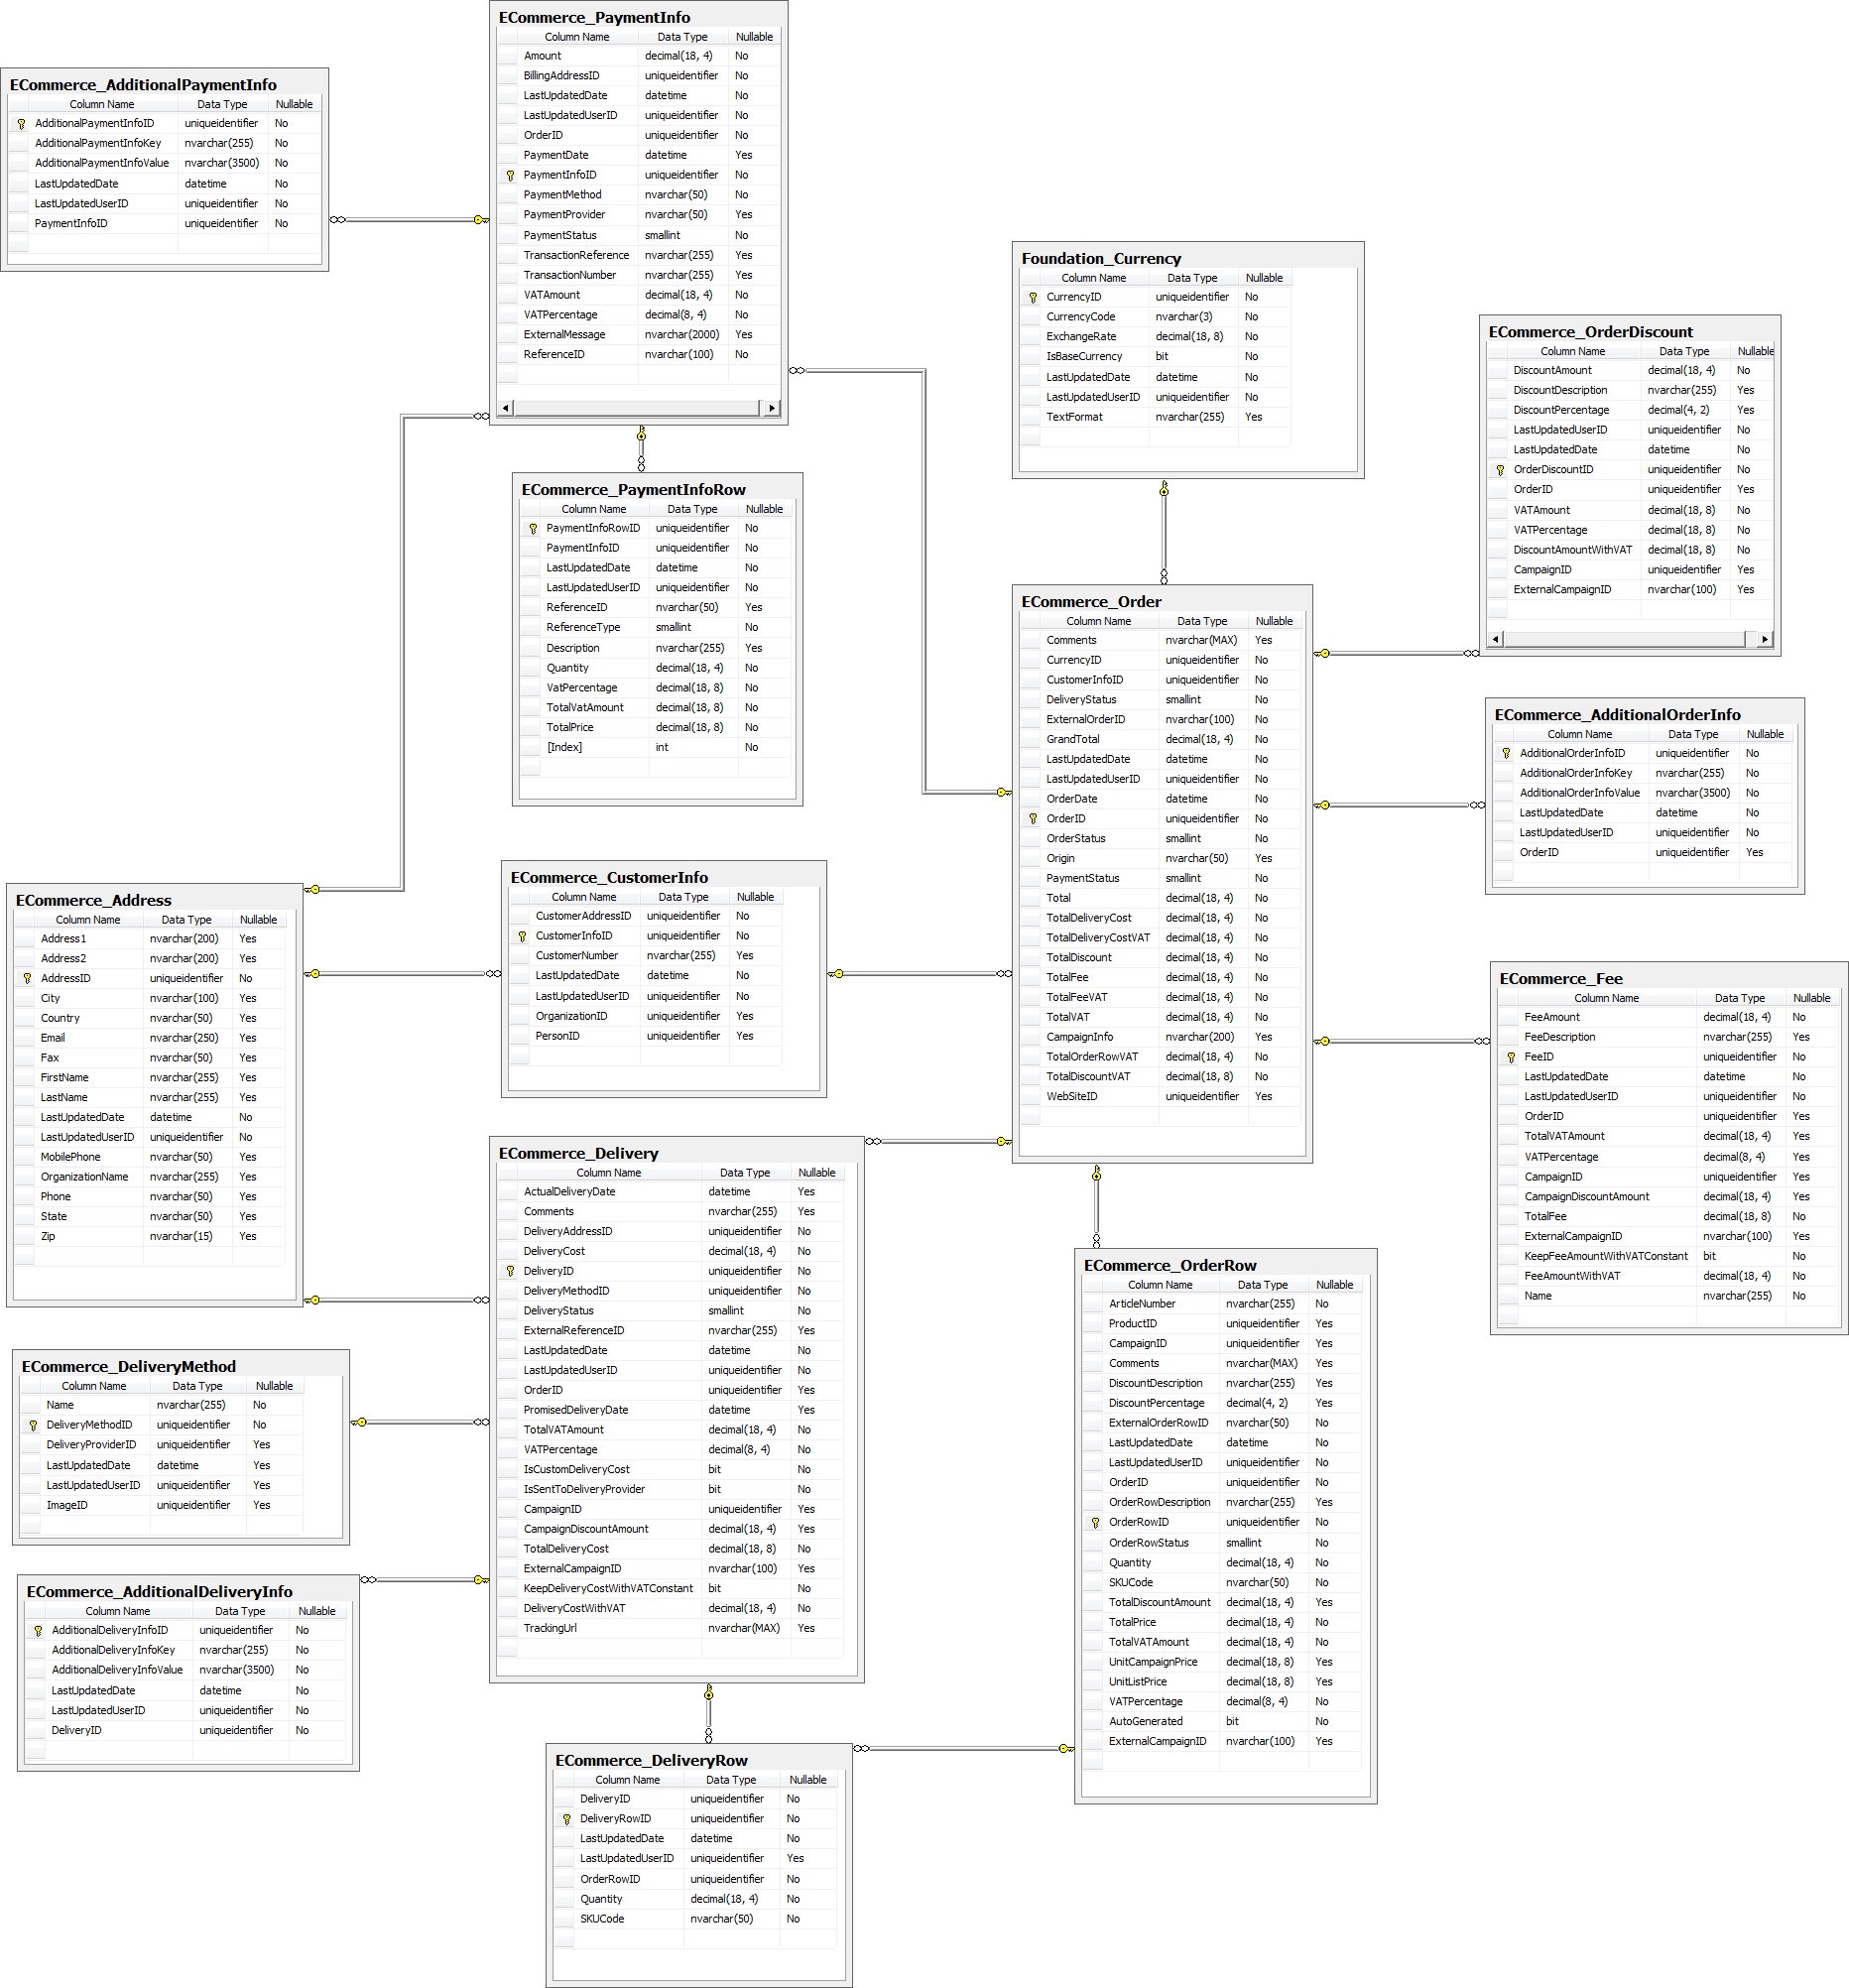 ECommerce_PaymentInfo
Column Name Data Type Nullable
Amount decimal(18, 4) No
BillingAddressID uniqueidentifier No
LastUpdatedDate datetime No
LastUpdatedUserID uniqueidentifier No
OrderID uniqueidentifier No
PaymentDate datetime Yes
PaymentInfoID uniqueidentifier No
PaymentMethod nvarchar(50) No
PaymentProvider nvarchar(50) Yes
PaymentStatus smallint No
TransactionReference nvarchar(255) Yes
TransactionNumber nvarchar(255) Yes
VATAmount decimal(18, 4) No
VATPercentage decimal(8, 4) No
ExternalMessage nvarchar(2000) Yes
ReferenceID nvarchar(100) No
ECommerce_AdditionalPaymentInfo
Column Name Data Type Nullable
AdditionalPaymentInfoID uniqueidentifier No
AdditionalPaymentInfoKey nvarchar(255) No
AdditionalPaymentInfoValue nvarchar(3500) No
LastUpdatedDate datetime No
LastUpdatedUserID uniqueidentifier No
PaymentInfoID uniqueidentifier No
Foundation_Currency
Column Name Data Type Nullable
CurrencyID uniqueidentifier No
CurrencyCode nvarchar(3) No
ExchangeRate decimal(18, 8) No
IsBaseCurrency bit No
LastUpdatedDate datetime No
LastUpdatedUserID uniqueidentifier No
TextFormat nvarchar(255) Yes
ECommerce_OrderDiscount
Column Name Data Type Nullable
DiscountAmount decimal(18, 4) No
DiscountDescription nvarchar(255) Yes
DiscountPercentage decimal(4, 2) Yes
LastUpdatedUserID uniqueidentifier No
LastUpdatedDate datetime No
OrderDiscountID uniqueidentifier No
OrderID uniqueidentifier Yes
VATAmount decimal(18, 8) No
VATPercentage decimal(18, 8) No
DiscountAmountWithVAT decimal(18, 8) No
CampaignID uniqueidentifier Yes
ExternalCampaignID nvarchar(100) Yes
ECommerce_PaymentInfoRow
Column Name Data Type Nullable
PaymentInfoRowID uniqueidentifier No
PaymentInfoID uniqueidentifier No
LastUpdatedDate datetime No
LastUpdatedUserID uniqueidentifier No
ReferenceID nvarchar(50) Yes
ReferenceType smallint No
Description nvarchar(255) Yes
Quantity decimal(18, 4) No
VatPercentage decimal(18, 8) No
TotalVatAmount decimal(18, 8) No
TotalPrice decimal(18, 8) No
[Index] int No
ECommerce_Order
Column Name Data Type Nullable
Comments nvarchar(MAX) Yes
CurrencyID uniqueidentifier No
CustomerInfoID uniqueidentifier No
DeliveryStatus smallint No
ExternalOrderID nvarchar(100) No
GrandTotal decimal(18, 4) No
LastUpdatedDate datetime No
LastUpdatedUserID uniqueidentifier No
OrderDate datetime No
OrderID uniqueidentifier No
OrderStatus smallint No
Origin nvarchar(50) Yes
PaymentStatus smallint No
Total decimal(18, 4) No
TotalDeliveryCost decimal(18, 4) No
TotalDeliveryCostVAT decimal(18, 4) No
TotalDiscount decimal(18, 4) No
TotalFee decimal(18, 4) No
TotalFeeVAT decimal(18, 4) No
TotalVAT decimal(18, 4) No
CampaignInfo nvarchar(200) Yes
TotalOrderRowVAT decimal(18, 4) No
TotalDiscountVAT decimal(18, 8) No
WebSiteID uniqueidentifier Yes
ECommerce_AdditionalOrderInfo
Column Name Data Type Nullable
AdditionalOrderInfoID uniqueidentifier No
AdditionalOrderInfoKey nvarchar(255) No
AdditionalOrderInfoValue nvarchar(3500) No
LastUpdatedDate datetime No
LastUpdatedUserID uniqueidentifier No
OrderID uniqueidentifier Yes
ECommerce_Address
Column Name Data Type Nullable
Address1 nvarchar(200) Yes
Address2 nvarchar(200) Yes
AddressID uniqueidentifier No
City nvarchar(100) Yes
Country nvarchar(50) Yes
Email nvarchar(250) Yes
Fax nvarchar(50) Yes
FirstName nvarchar(255) Yes
LastName nvarchar(255) Yes
LastUpdatedDate datetime No
LastUpdatedUserID uniqueidentifier No
MobilePhone nvarchar(50) Yes
OrganizationName nvarchar(255) Yes
Phone nvarchar(50) Yes
State nvarchar(50) Yes
Zip nvarchar(15) Yes
ECommerce_CustomerInfo
Column Name Data Type Nullable
CustomerAddressID uniqueidentifier No
CustomerInfoID uniqueidentifier No
CustomerNumber nvarchar(255) Yes
LastUpdatedDate datetime No
LastUpdatedUserID uniqueidentifier No
OrganizationID uniqueidentifier Yes
PersonID uniqueidentifier Yes
ECommerce_Fee
Column Name Data Type Nullable
FeeAmount decimal(18, 4) No
FeeDescription nvarchar(255) Yes
FeeID uniqueidentifier No
LastUpdatedDate datetime No
LastUpdatedUserID uniqueidentifier No
OrderID uniqueidentifier Yes
TotalVATAmount decimal(18, 4) Yes
VATPercentage decimal(8, 4) Yes
CampaignID uniqueidentifier Yes
CampaignDiscountAmount decimal(18, 4) Yes
TotalFee decimal(18, 8) No
ExternalCampaignID nvarchar(100) Yes
KeepFeeAmountWithVATConstant bit No
FeeAmountWithVAT decimal(18, 4) No
Name nvarchar(255) No
ECommerce_Delivery
Column Name Data Type Nullable
ActualDeliveryDate datetime Yes
Comments nvarchar(255) Yes
DeliveryAddressID uniqueidentifier No
DeliveryCost decimal(18, 4) No
DeliveryID uniqueidentifier No
DeliveryMethodID uniqueidentifier No
DeliveryStatus smallint No
ExternalReferenceID nvarchar(255) Yes
LastUpdatedDate datetime No
LastUpdatedUserID uniqueidentifier No
OrderID uniqueidentifier Yes
PromisedDeliveryDate datetime Yes
TotalVATAmount decimal(18, 4) No
VATPercentage decimal(8, 4) No
IsCustomDeliveryCost bit No
IsSentToDeliveryProvider bit No
CampaignID uniqueidentifier Yes
CampaignDiscountAmount decimal(18, 4) Yes
TotalDeliveryCost decimal(18, 8) No
ExternalCampaignID nvarchar(100) Yes
KeepDeliveryCostWithVATConstant bit No
DeliveryCostWithVAT decimal(18, 4) No
TrackingUrl nvarchar(MAX) Yes
ECommerce_OrderRow
Column Name Data Type Nullable
ArticleNumber nvarchar(255) No
ProductID uniqueidentifier Yes
CampaignID uniqueidentifier Yes
Comments nvarchar(MAX) Yes
DiscountDescription nvarchar(255) Yes
DiscountPercentage decimal(4, 2) Yes
ExternalOrderRowID nvarchar(50) No
LastUpdatedDate datetime No
LastUpdatedUserID uniqueidentifier No
OrderID uniqueidentifier No
OrderRowDescription nvarchar(255) Yes
OrderRowID uniqueidentifier No
OrderRowStatus smallint No
Quantity decimal(18, 4) No
SKUCode nvarchar(50) No
TotalDiscountAmount decimal(18, 4) Yes
TotalPrice decimal(18, 4) No
TotalVATAmount decimal(18, 4) No
UnitCampaignPrice decimal(18, 8) Yes
UnitListPrice decimal(18, 8) Yes
VATPercentage decimal(8, 4) No
AutoGenerated bit No
ExternalCampaignID nvarchar(100) Yes
ECommerce_DeliveryMethod
Column Name Data Type Nullable
Name nvarchar(255) No
DeliveryMethodID uniqueidentifier No
DeliveryProviderID uniqueidentifier Yes
LastUpdatedDate datetime Yes
LastUpdatedUserID uniqueidentifier Yes
ImageID uniqueidentifier Yes
ECommerce_AdditionalDeliveryInfo
Column Name Data Type Nullable
AdditionalDeliveryInfoID uniqueidentifier No
AdditionalDeliveryInfoKey nvarchar(255) No
AdditionalDeliveryInfoValue nvarchar(3500) No
LastUpdatedDate datetime No
LastUpdatedUserID uniqueidentifier No
DeliveryID uniqueidentifier No
ECommerce_DeliveryRow
Column Name Data Type Nullable
DeliveryID uniqueidentifier No
DeliveryRowID uniqueidentifier No
LastUpdatedDate datetime No
LastUpdatedUserID uniqueidentifier Yes
OrderRowID uniqueidentifier No
Quantity decimal(18, 4) No
SKUCode nvarchar(50) No